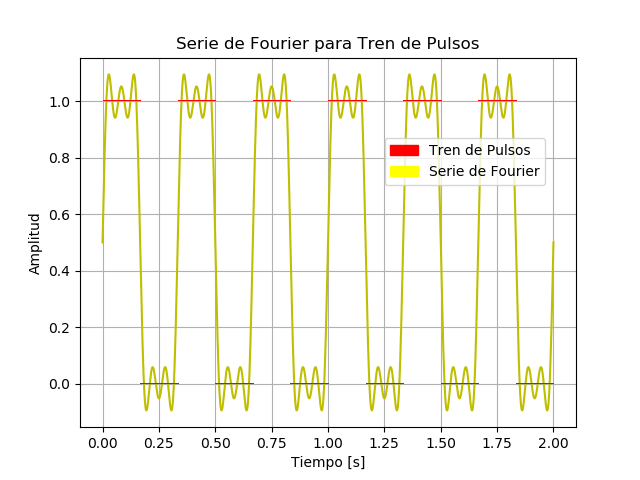 Serie de Fourier para Tren de Pulsos
Amplitud
1.0
0.8
0.6
0.4
0.2
0.0
Tren de Pulsos
Serie de Fourier
0.00 0.25 0.50 0.75 1.00 1.25 1.50 1.75 2.00
Tiempo [s]